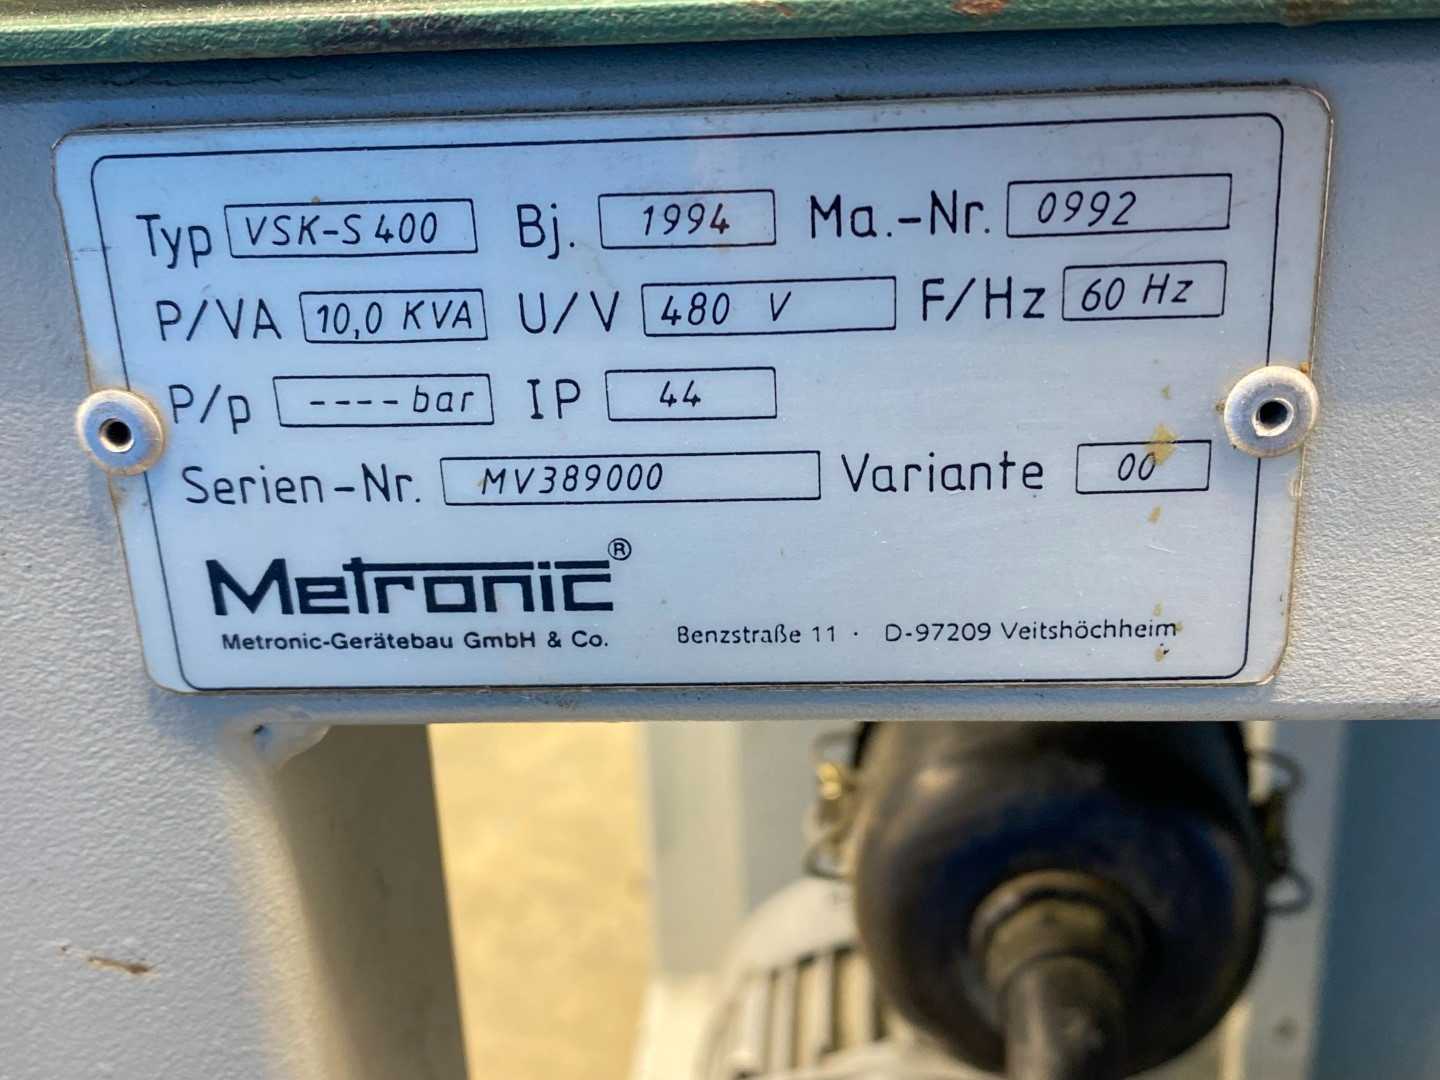 Typ VSK-S 400 Bj. 1994 Ma.-Nr. 0992
P/VA 10,0 KVA U/V 480 V F/Hz 60 Hz
P/p ----bar IP 44
Serien-Nr. MV389000 Variante 00
Metronic®
Metronic-Gerätebau GmbH & Co. Benzstraße 11 · D-97209 Veitshöchheim